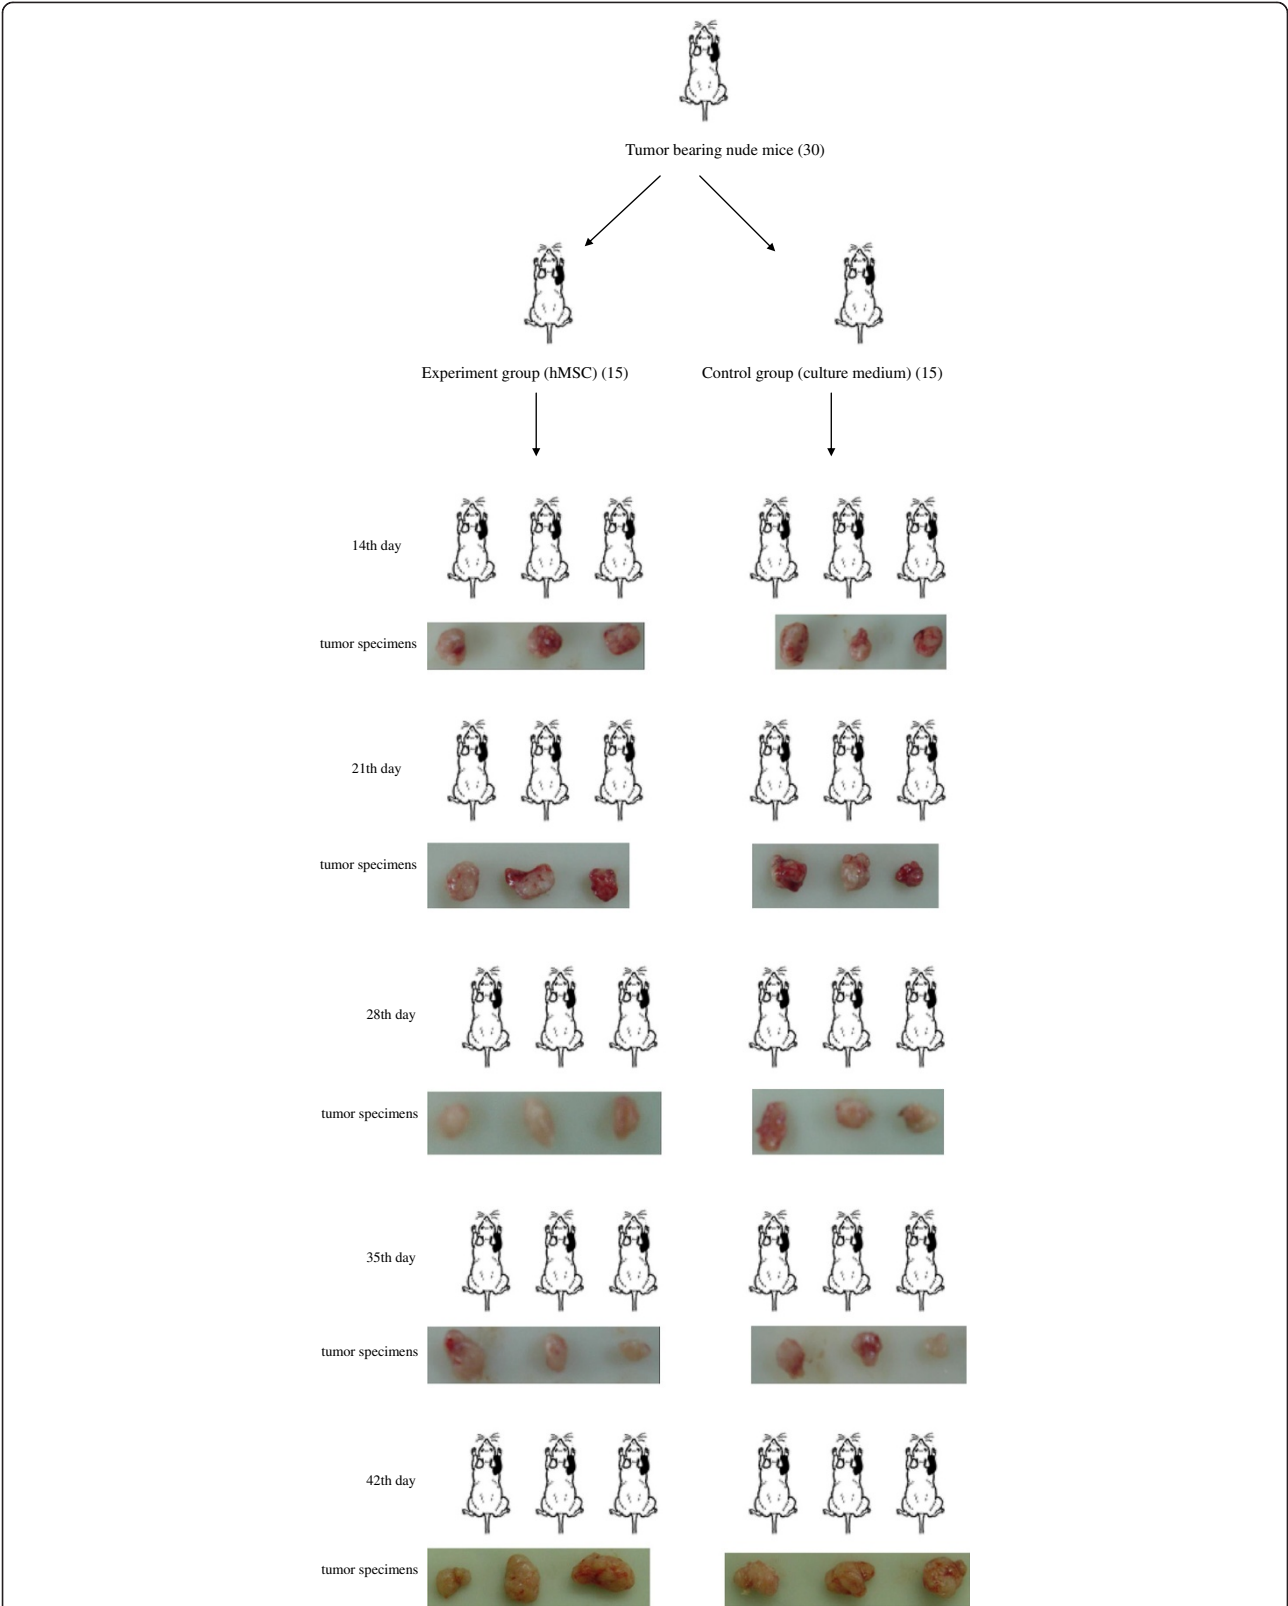 Tumor bearing nude mice (30)
Experiment group (hMSC) (15)
Control group (culture medium) (15)
14th day
tumor specimens
21th day
tumor specimens
28th day
tumor specimens
35th day
tumor specimens
42th day
tumor specimens